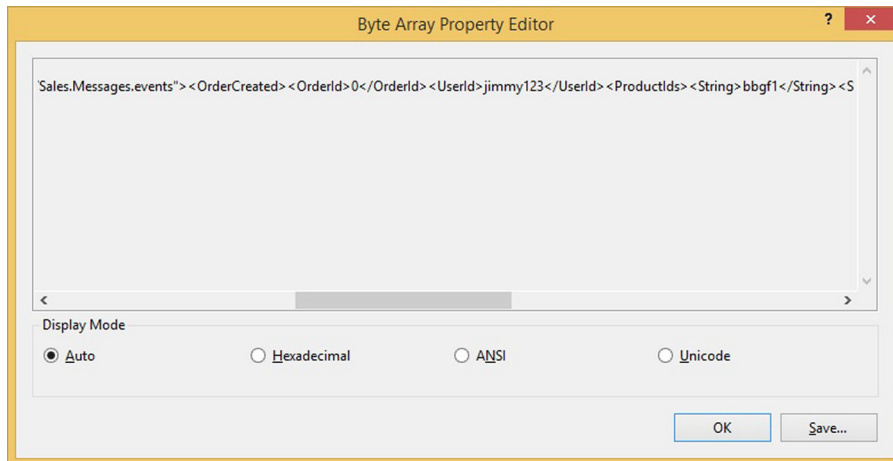 Byte Array Property Editor
?
'Sales.Messages.events"><OrderCreated><OrderId>0</OrderId><UserId>jimmy123</UserId><ProductIds><String>bbgf1</String><S
Display Mode
Auto Hexadecimal ANSI Unicode
OK Save...